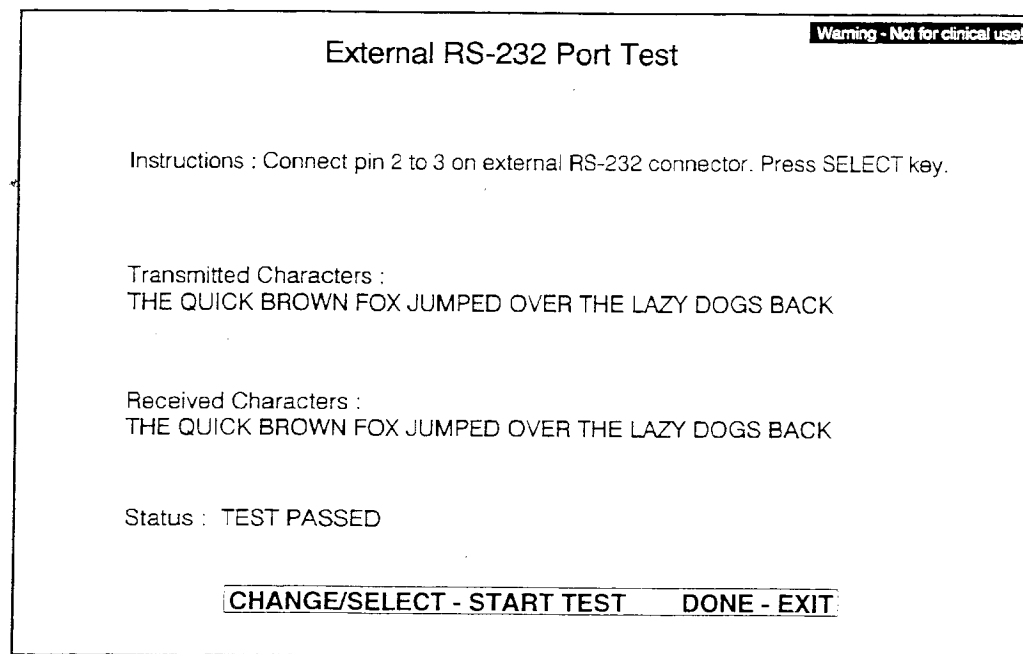 Warning - Not for clinical use!
External RS-232 Port Test
Instructions : Connect pin 2 to 3 on external RS-232 connector. Press SELECT key.
Transmitted Characters :
THE QUICK BROWN FOX JUMPED OVER THE LAZY DOGS BACK
Received Characters :
THE QUICK BROWN FOX JUMPED OVER THE LAZY DOGS BACK
Status : TEST PASSED
CHANGE/SELECT - START TEST DONE - EXIT